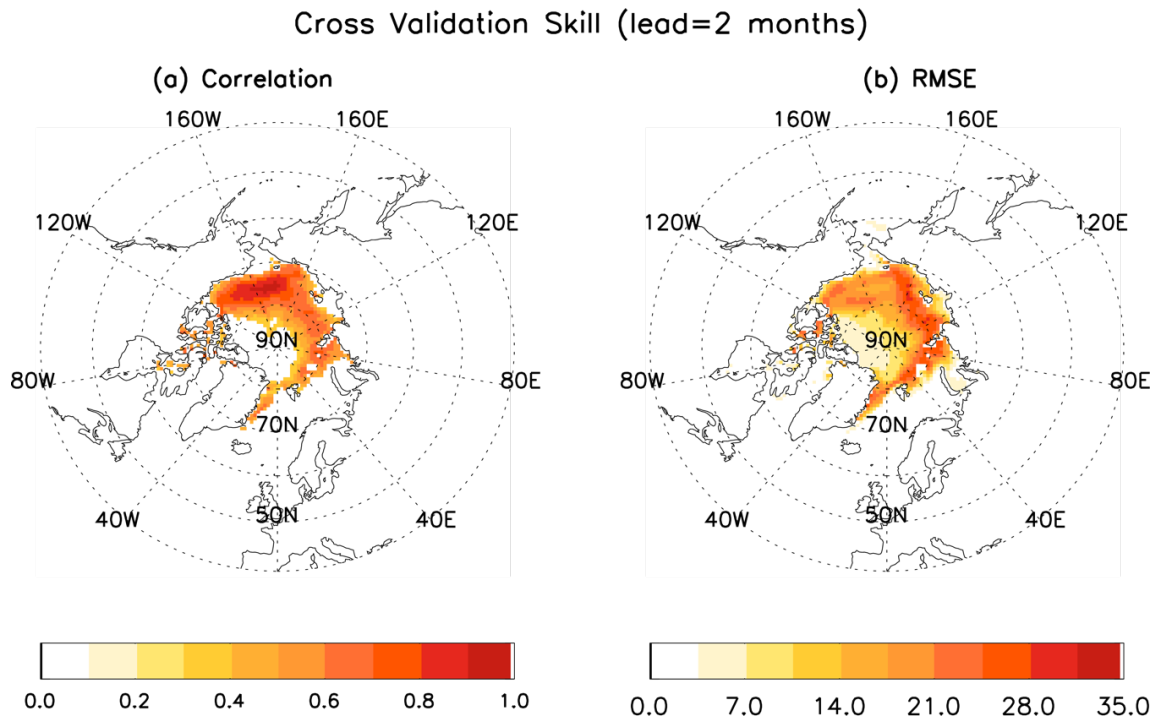 Cross Validation Skill (lead=2 months)
(a) Correlation
(b) RMSE
160W 160E
160W 160E
120W 120E
120W 120E
90N
90N
80W 80E
80W 80E
70N
70N
50N
50N
40W 40E
40W 40E
0.0 0.2 0.4 0.6 0.8 1.0
0.0 7.0 14.0 21.0 28.0 35.0